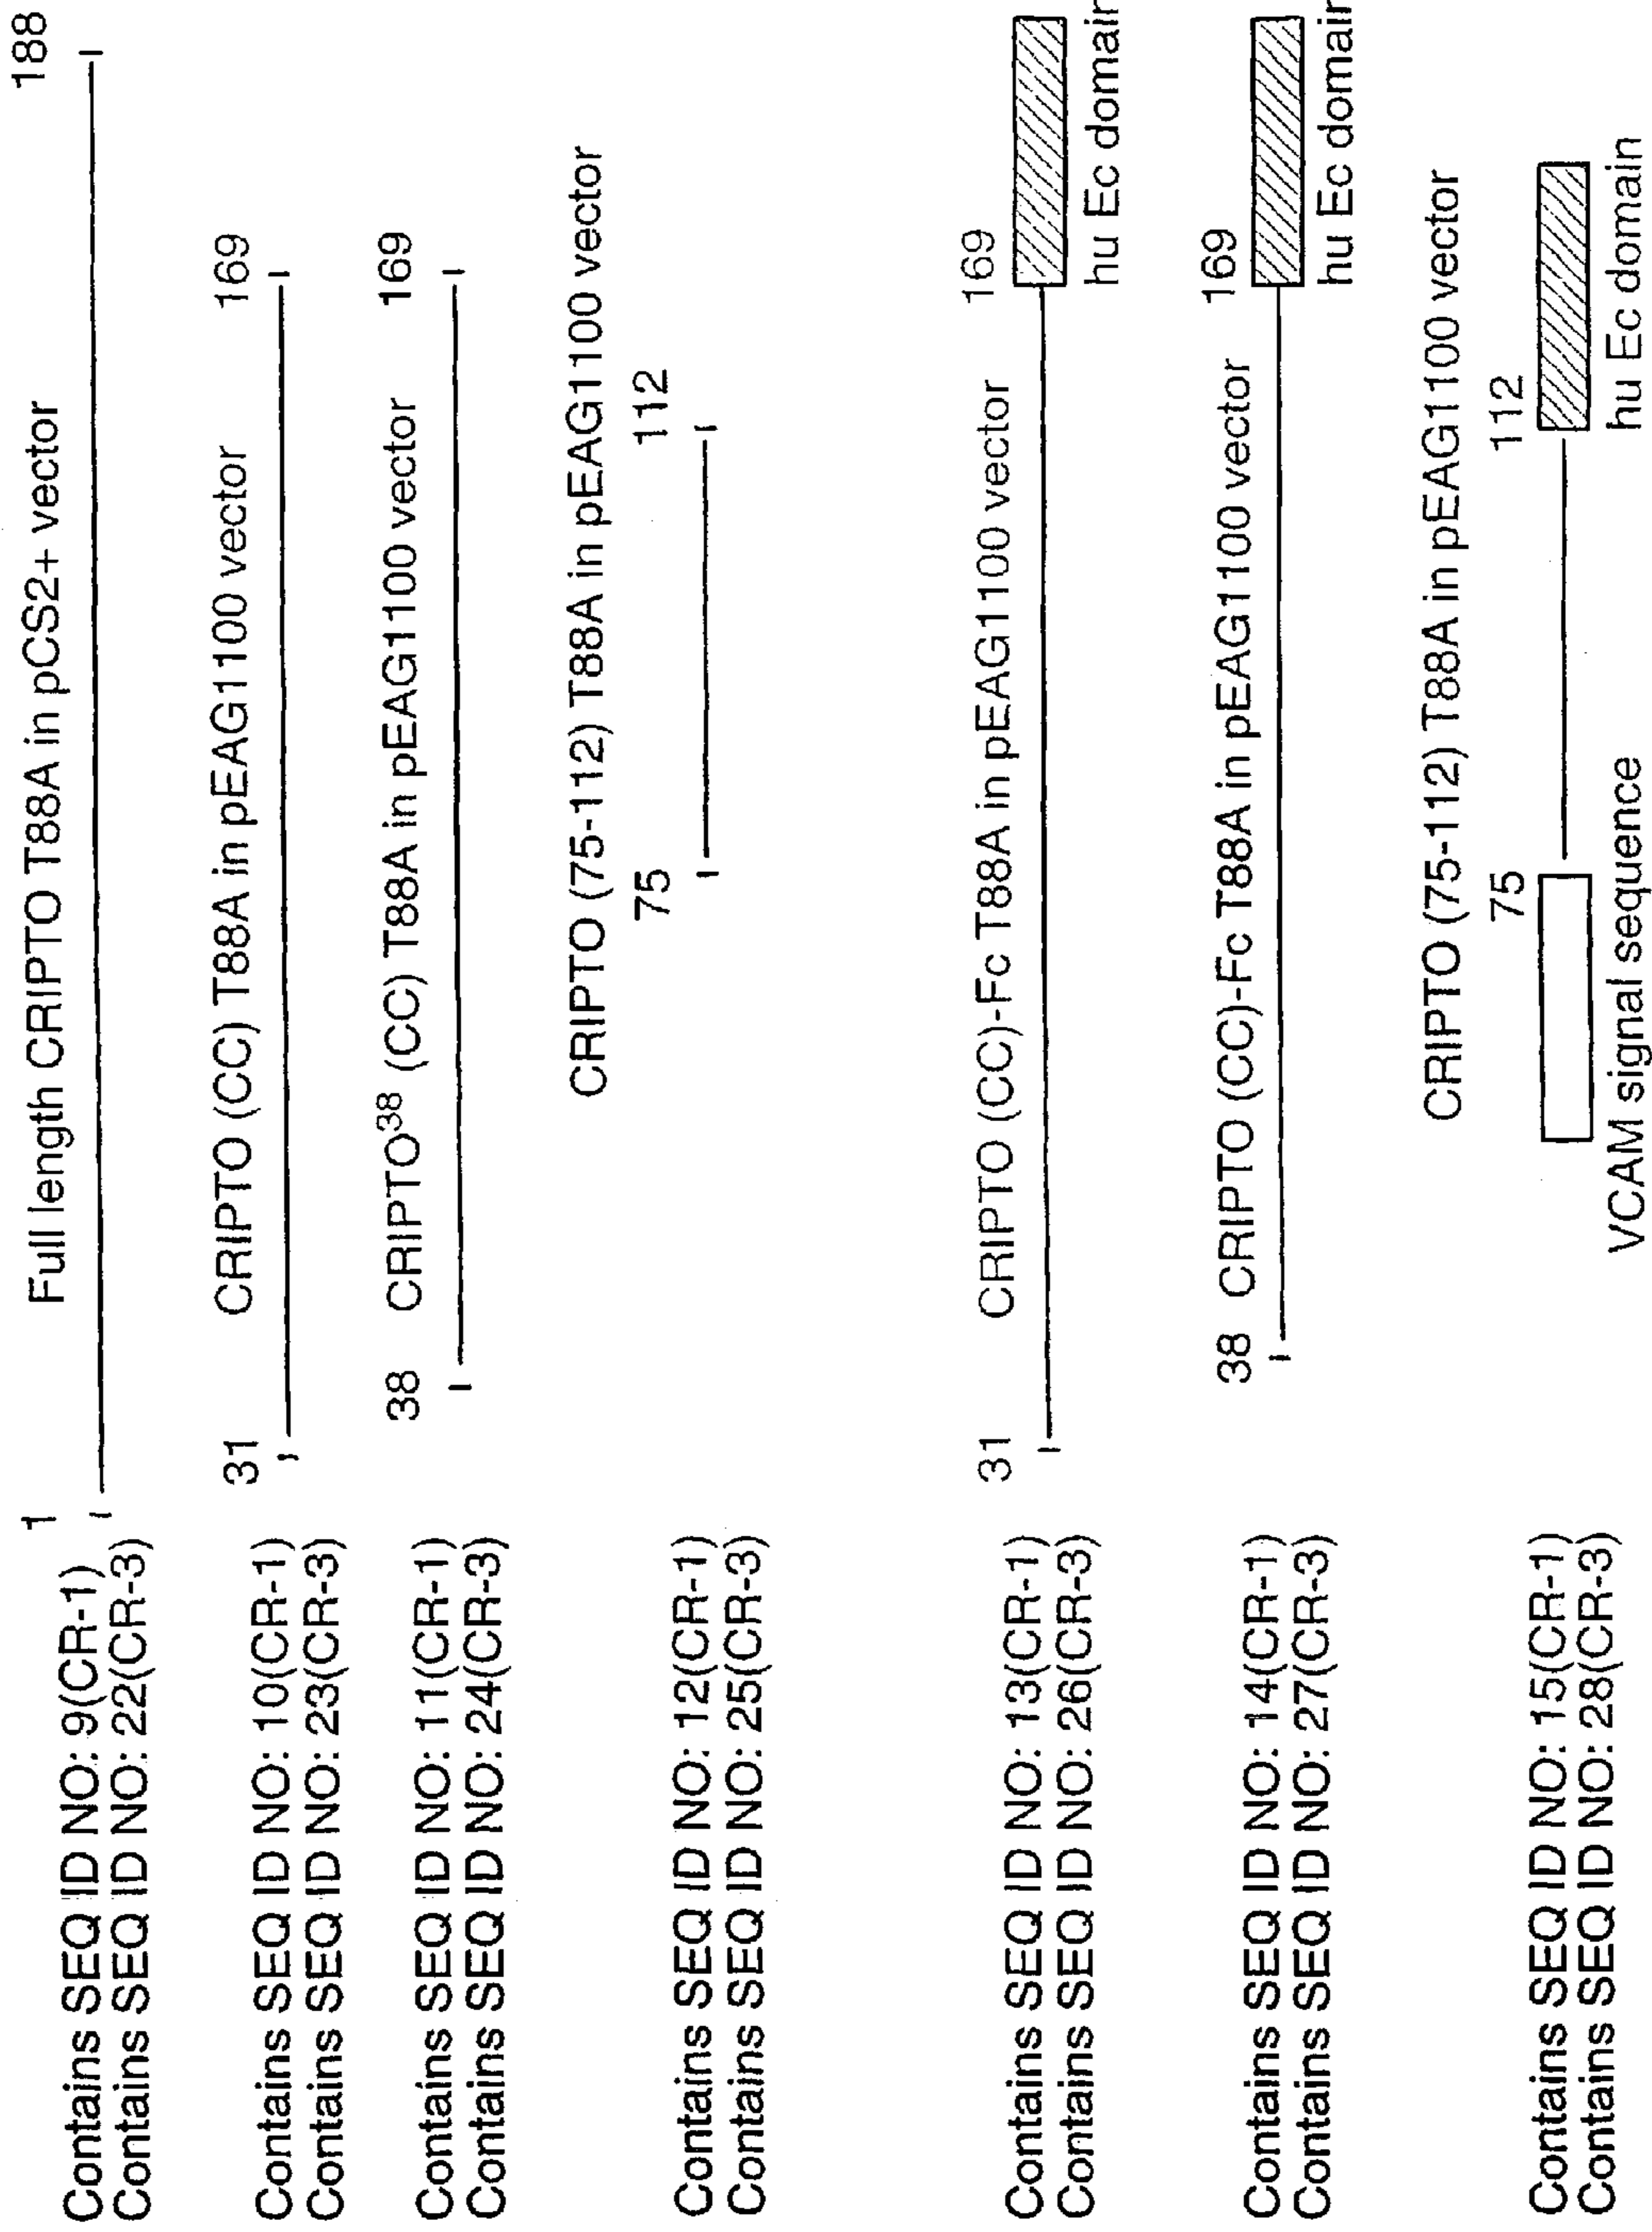 1
188
Full length CRIPTO T88A in pCS2+ vector
Contains SEQ ID NO: 9(CR-1)
Contains SEQ ID NO: 22(CR-3)
31
CRIPTO (CC) T88A in pEAG1100 vector
169
Contains SEQ ID NO: 10(CR-1)
Contains SEQ ID NO: 23(CR-3)
38
CRIPTO38 (CC) T88A in pEAG1100 vector
169
Contains SEQ ID NO: 11(CR-1)
Contains SEQ ID NO: 24(CR-3)
CRIPTO (75-112) T88A in pEAG1100 vector
75
112
Contains SEQ ID NO: 12(CR-1)
Contains SEQ ID NO: 25(CR-3)
31
CRIPTO (CC)-Fc T88A in pEAG1100 vector
169
Contains SEQ ID NO: 13(CR-1)
Contains SEQ ID NO: 26(CR-3)
hu Ec domain
38
CRIPTO (CC)-Fc T88A in pEAG1100 vector
169
Contains SEQ ID NO: 14(CR-1)
Contains SEQ ID NO: 27(CR-3)
hu Ec domain
CRIPTO (75-112) T88A in pEAG1100 vector
75
112
Contains SEQ ID NO: 15(CR-1)
Contains SEQ ID NO: 28(CR-3)
VCAM signal sequence
hu Ec domain